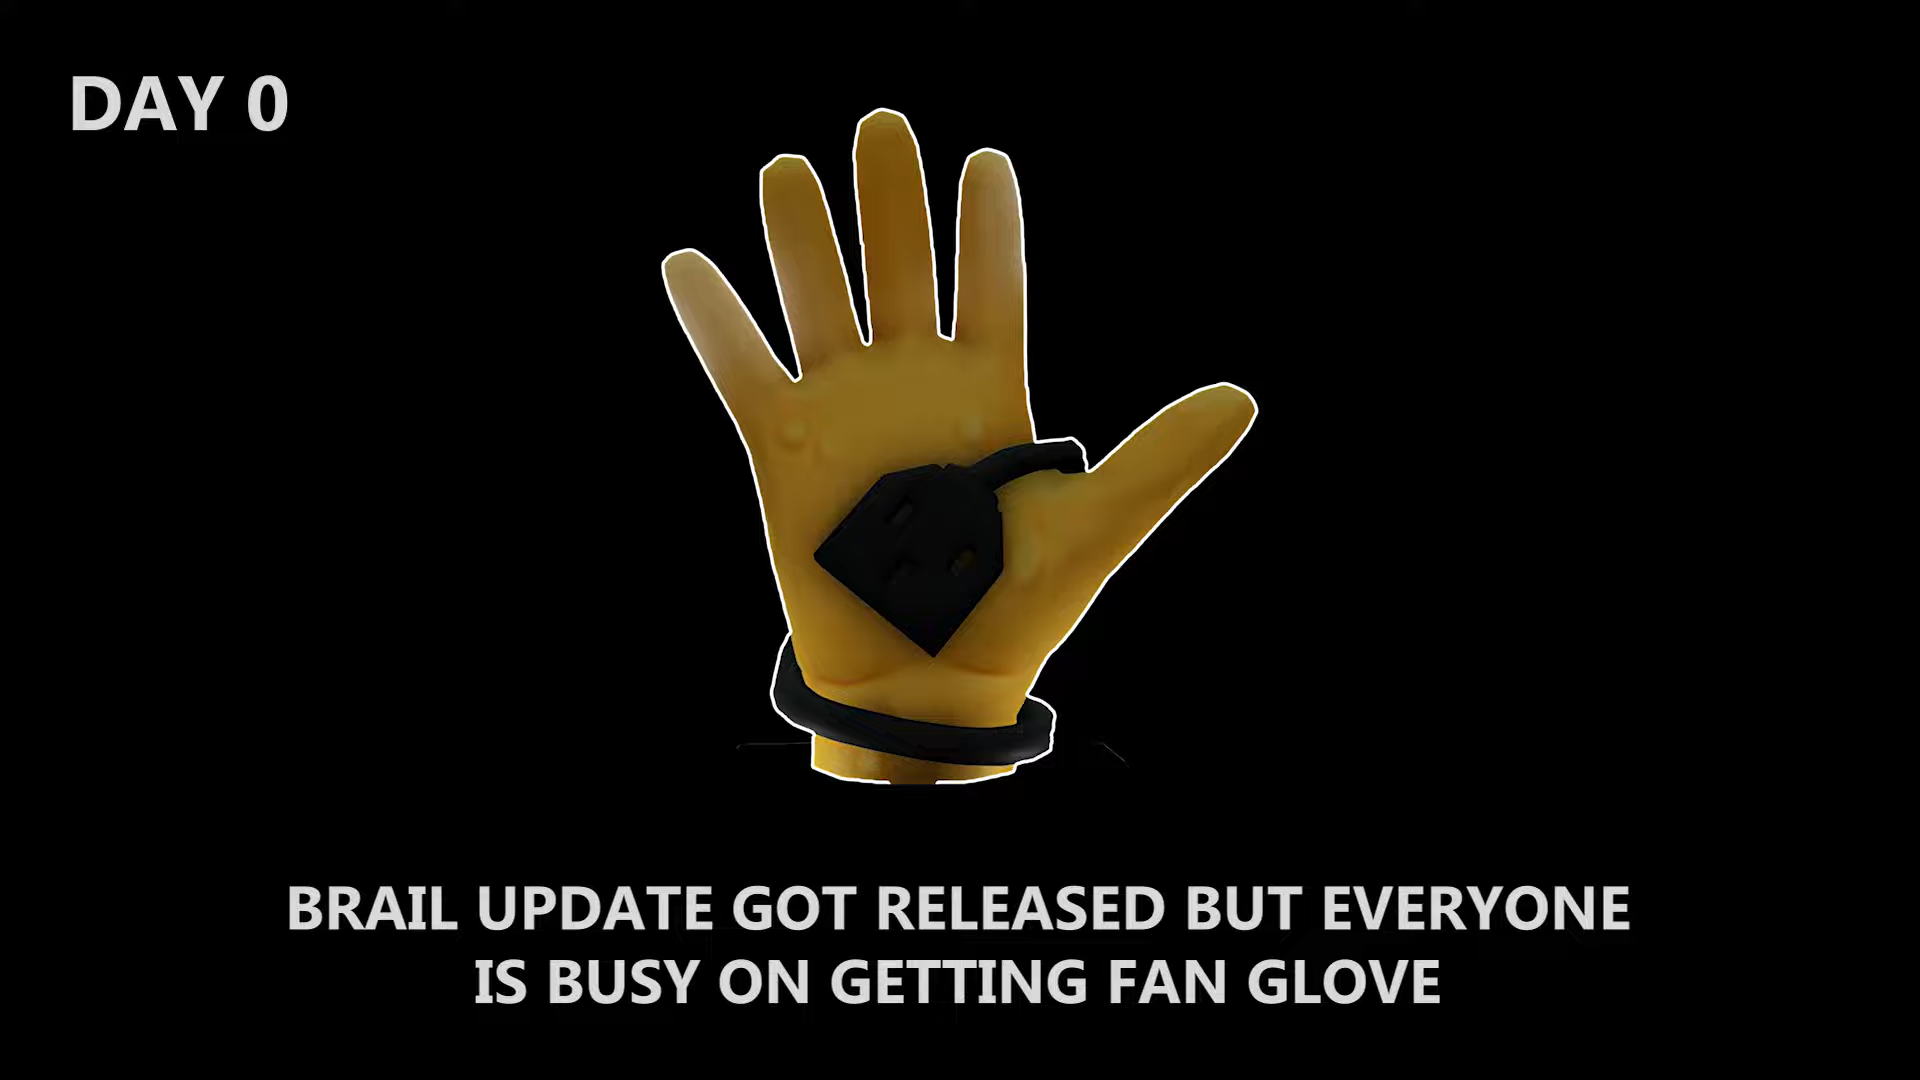 DAY 0
BRAIL UPDATE GOT RELEASED BUT EVERYONE
IS BUSY ON GETTING FAN GLOVE